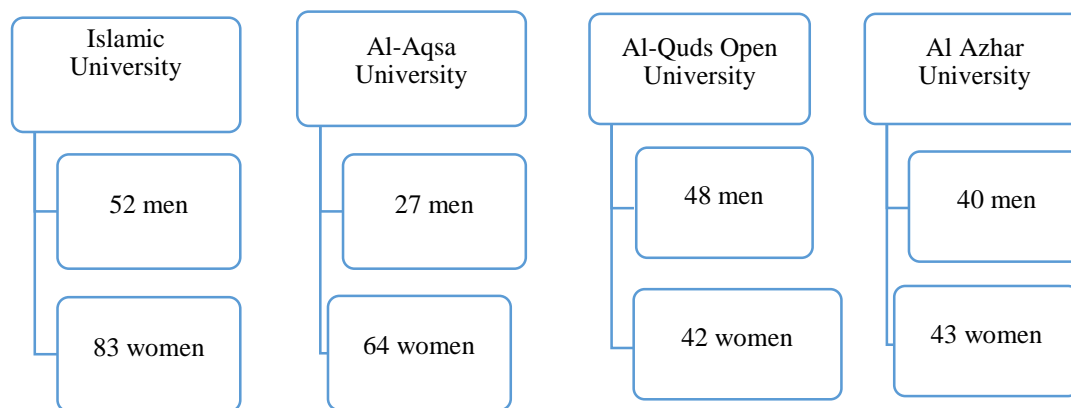 Islamic
University
52 men
83 women
Al-Aqsa
University
27 men
64 women
Al-Quds Open
University
48 men
42 women
Al Azhar
University
40 men
43 women